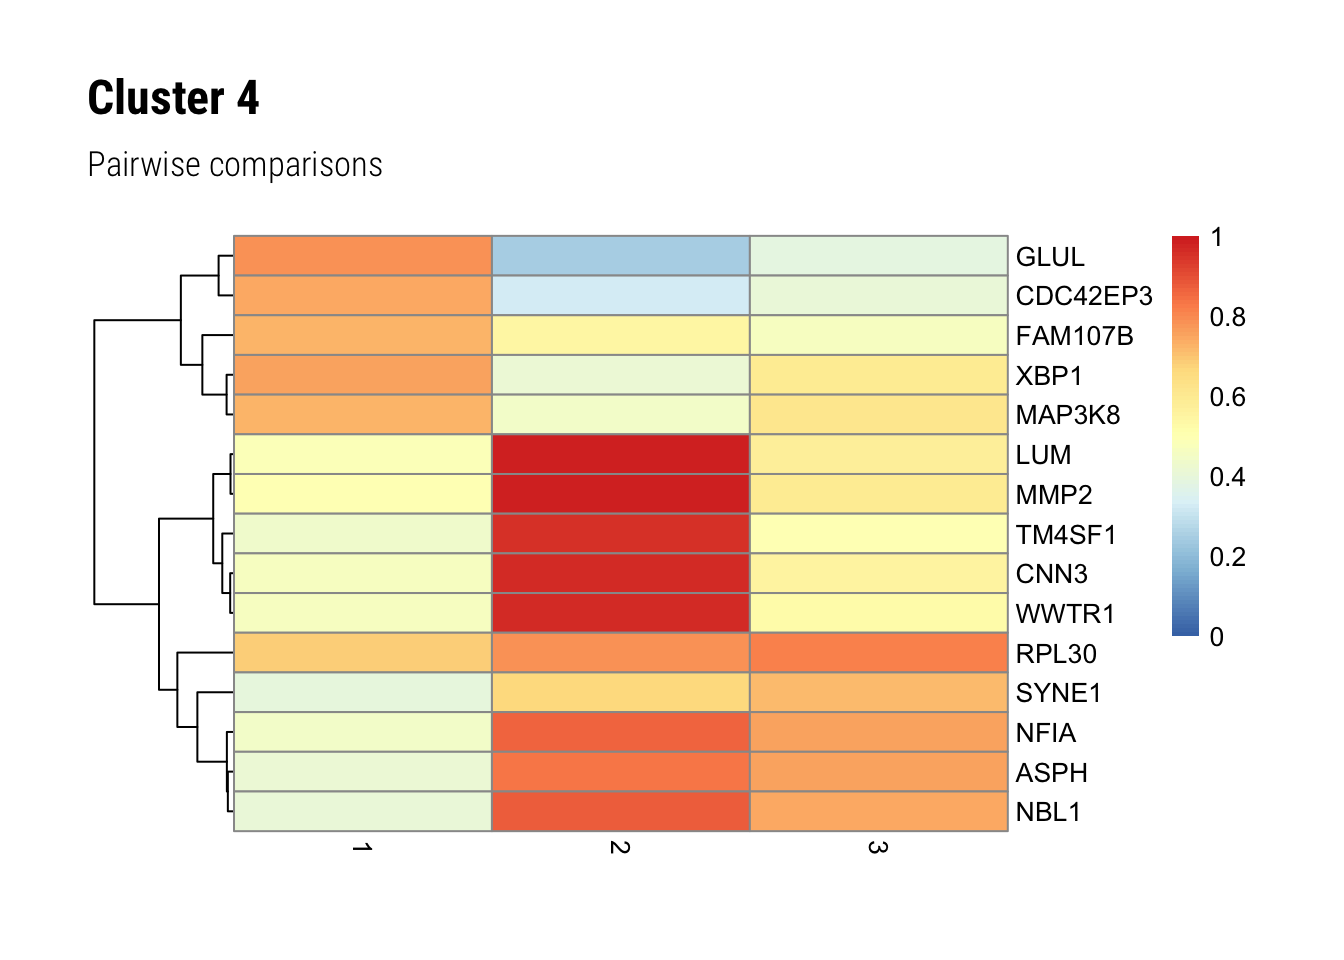 Cluster 4
Pairwise comparisons
GLUL
CDC42EP3
FAM107B
XBP1
MAP3K8
LUM
MMP2
TM4SF1
CNN3
WWTR1
RPL30
SYNE1
NFIA
ASPH
NBL1
1
0.8
0.6
0.4
0.2
0
1
2
3